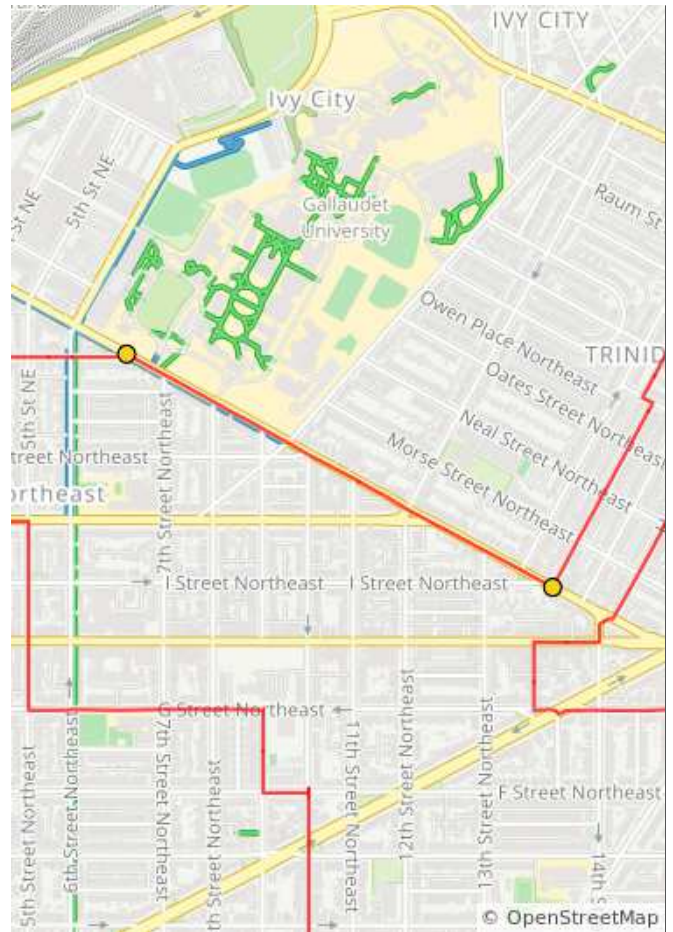 IVY CITY
Ivy City
5th St NE
St NE
Raum St
Gallaudet
University
Owen Place Northeast
TRINID
Oates Street Northeast
5th St NE
7th Street Northeast
Neal Street Northeast
Morse Street Northeast
treet Northeast
ortheast
I Street Northeast
I Street Northeast
G Street Northeast
5th Street Northeast
6th Street Northeast
7th Street Northeast
th Street Northeast
11th Street Northeast
12th Street Northeast
13th Street Northeast
F Street Northeast
14th S
© OpenStreetMap